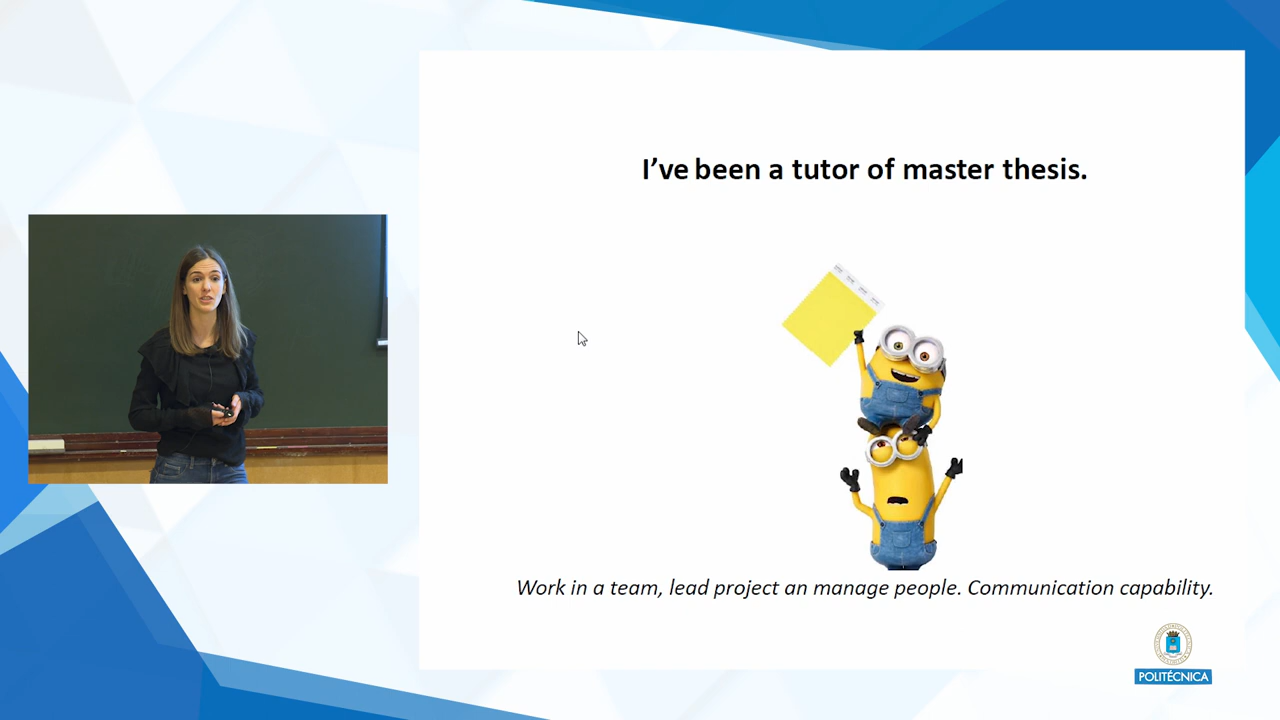 I've been a tutor of master thesis.
Work in a team, lead project an manage people. Communication capability.
POLITÉCNICA